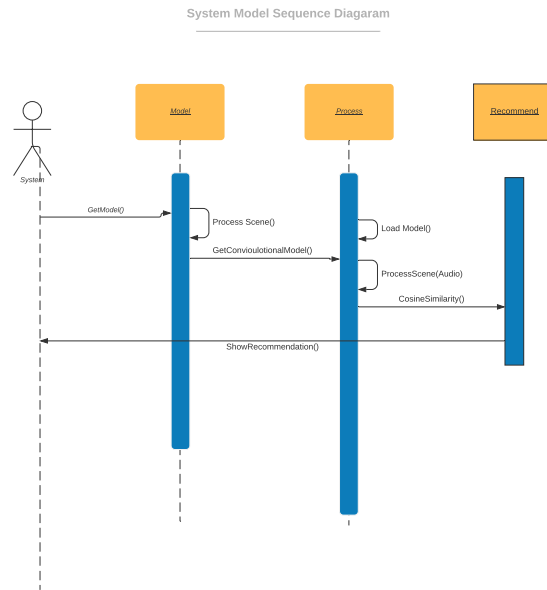 System Model Sequence Diagaram
Model
Process
Recommend
System
GetModel()
Process Scene()
Load Model()
GetConvioulotionalModel()
ProcessScene(Audio)
CosineSimilarity()
ShowRecommendation()